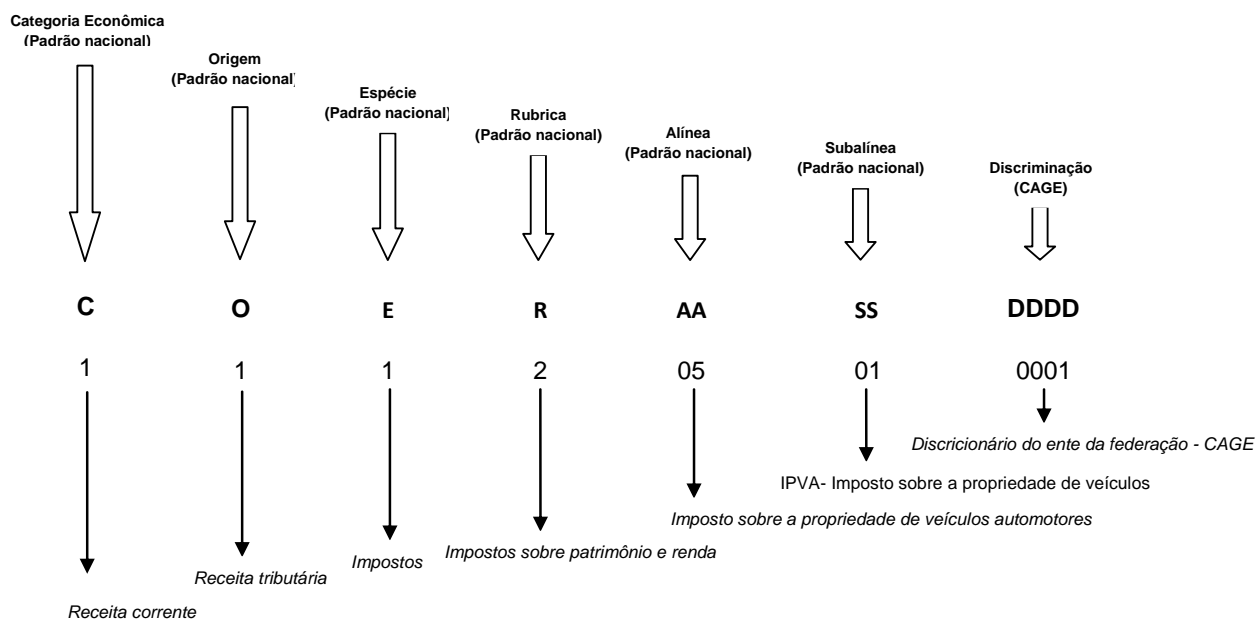 Categoria Econômica
(Padrão nacional)
Origem
(Padrão nacional)
Espécie
(Padrão nacional)
Rubrica
(Padrão nacional)
Alínea
(Padrão nacional)
Subalínea
(Padrão nacional)
Discriminação
(CAGE)
C O E R AA SS DDDD
1 1 1 2 05 01 0001
Discricionário do ente da federação - CAGE
IPVA- Imposto sobre a propriedade de veículos
Imposto sobre a propriedade de veículos automotores
Impostos sobre patrimônio e renda
Impostos
Receita tributária
Receita corrente